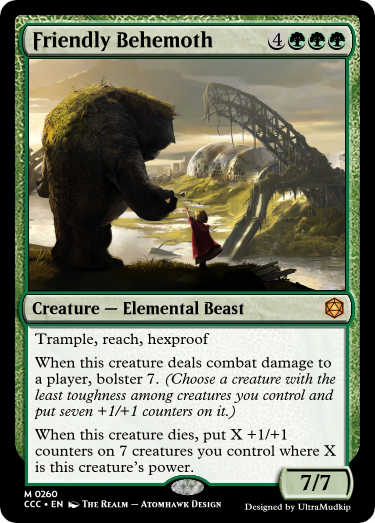 Friendly Behemoth 4
Creature — Elemental Beast
Trample, reach, hexproof
When this creature deals combat damage to
a player, bolster 7. (Choose a creature with the
least toughness among creatures you control and
put seven +1/+1 counters on it.)
When this creature dies, put X +1/+1
counters on 7 creatures you control where X
is this creature's power.
7/7
M 0260
CCC • EN The Realm — Atomhawk Design
Designed by UltraMudkip